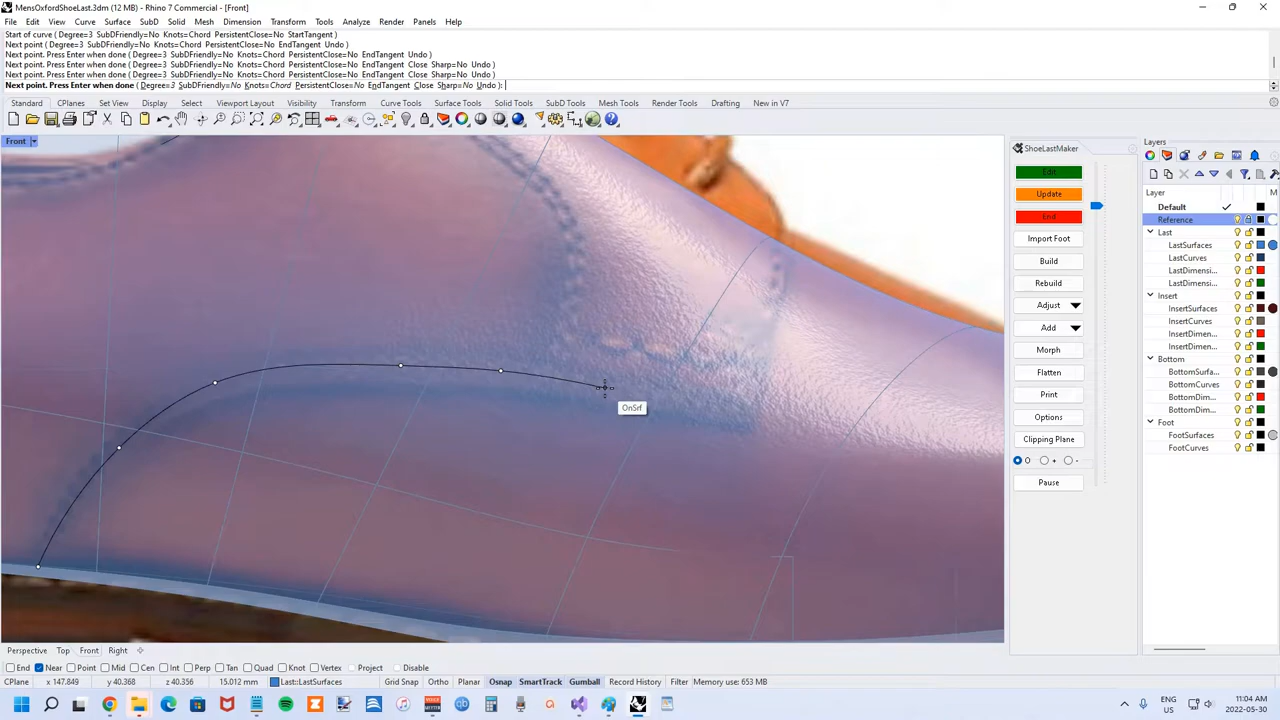 MensOxfordShoeLast.3dm (12 MB) - Rhino 7 Commercial - [Front]
File Edit View Curve Surface SubD Solid Mesh Dimension Transform Tools Analyze Render Panels Help
Start of curve ( Degree=3 SubDFriendly=No Knots=Chord PersistentClose=No StartTangent )
Next point ( Degree=3 SubDFriendly=No Knots=Chord PersistentClose=No EndTangent Undo )
Next point. Press Enter when done ( Degree=3 SubDFriendly=No Knots=Chord PersistentClose=No EndTangent Undo )
Next point. Press Enter when done ( Degree=3 SubDFriendly=No Knots=Chord PersistentClose=No EndTangent Close Sharp=No Undo )
Next point. Press Enter when done ( Degree=3 SubDFriendly=No Knots=Chord PersistentClose=No EndTangent Close Sharp=No Undo )
Next point. Press Enter when done ( Degree=3 SubDFriendly=No Knots=Chord PersistentClose=No EndTangent Close Sharp=No Undo ):
Standard CPlanes Set View Display Select Viewport Layout Visibility Transform Curve Tools Surface Tools Solid Tools SubD Tools Mesh Tools Render Tools Drafting New in V7
Front
OnSrf
ShoeLastMaker
Edit
Update
End
Import Foot
Build
Rebuild
Adjust
Add
Morph
Flatten
Print
Options
Clipping Plane
O + -
Pause
Layers
Layer M
Default
Reference
Last
LastSurfaces
LastCurves
LastDimensi...
LastDimensi...
Insert
InsertSurfaces
InsertCurves
InsertDimen...
InsertDimen...
Bottom
BottomSurfa...
BottomCurves
BottomDim...
BottomDim...
Foot
FootSurfaces
FootCurves
Perspective Top Front Right
End Near Point Mid Cen Int Perp Tan Quad Knot Vertex Project Disable
CPlane x 147.849 y 40.368 z 40.356 15.012 mm Last::LastSurfaces Grid Snap Ortho Planar Osnap SmartTrack Gumball Record History Filter Memory use: 653 MB
ENG
US
11:04 AM
2022-05-30